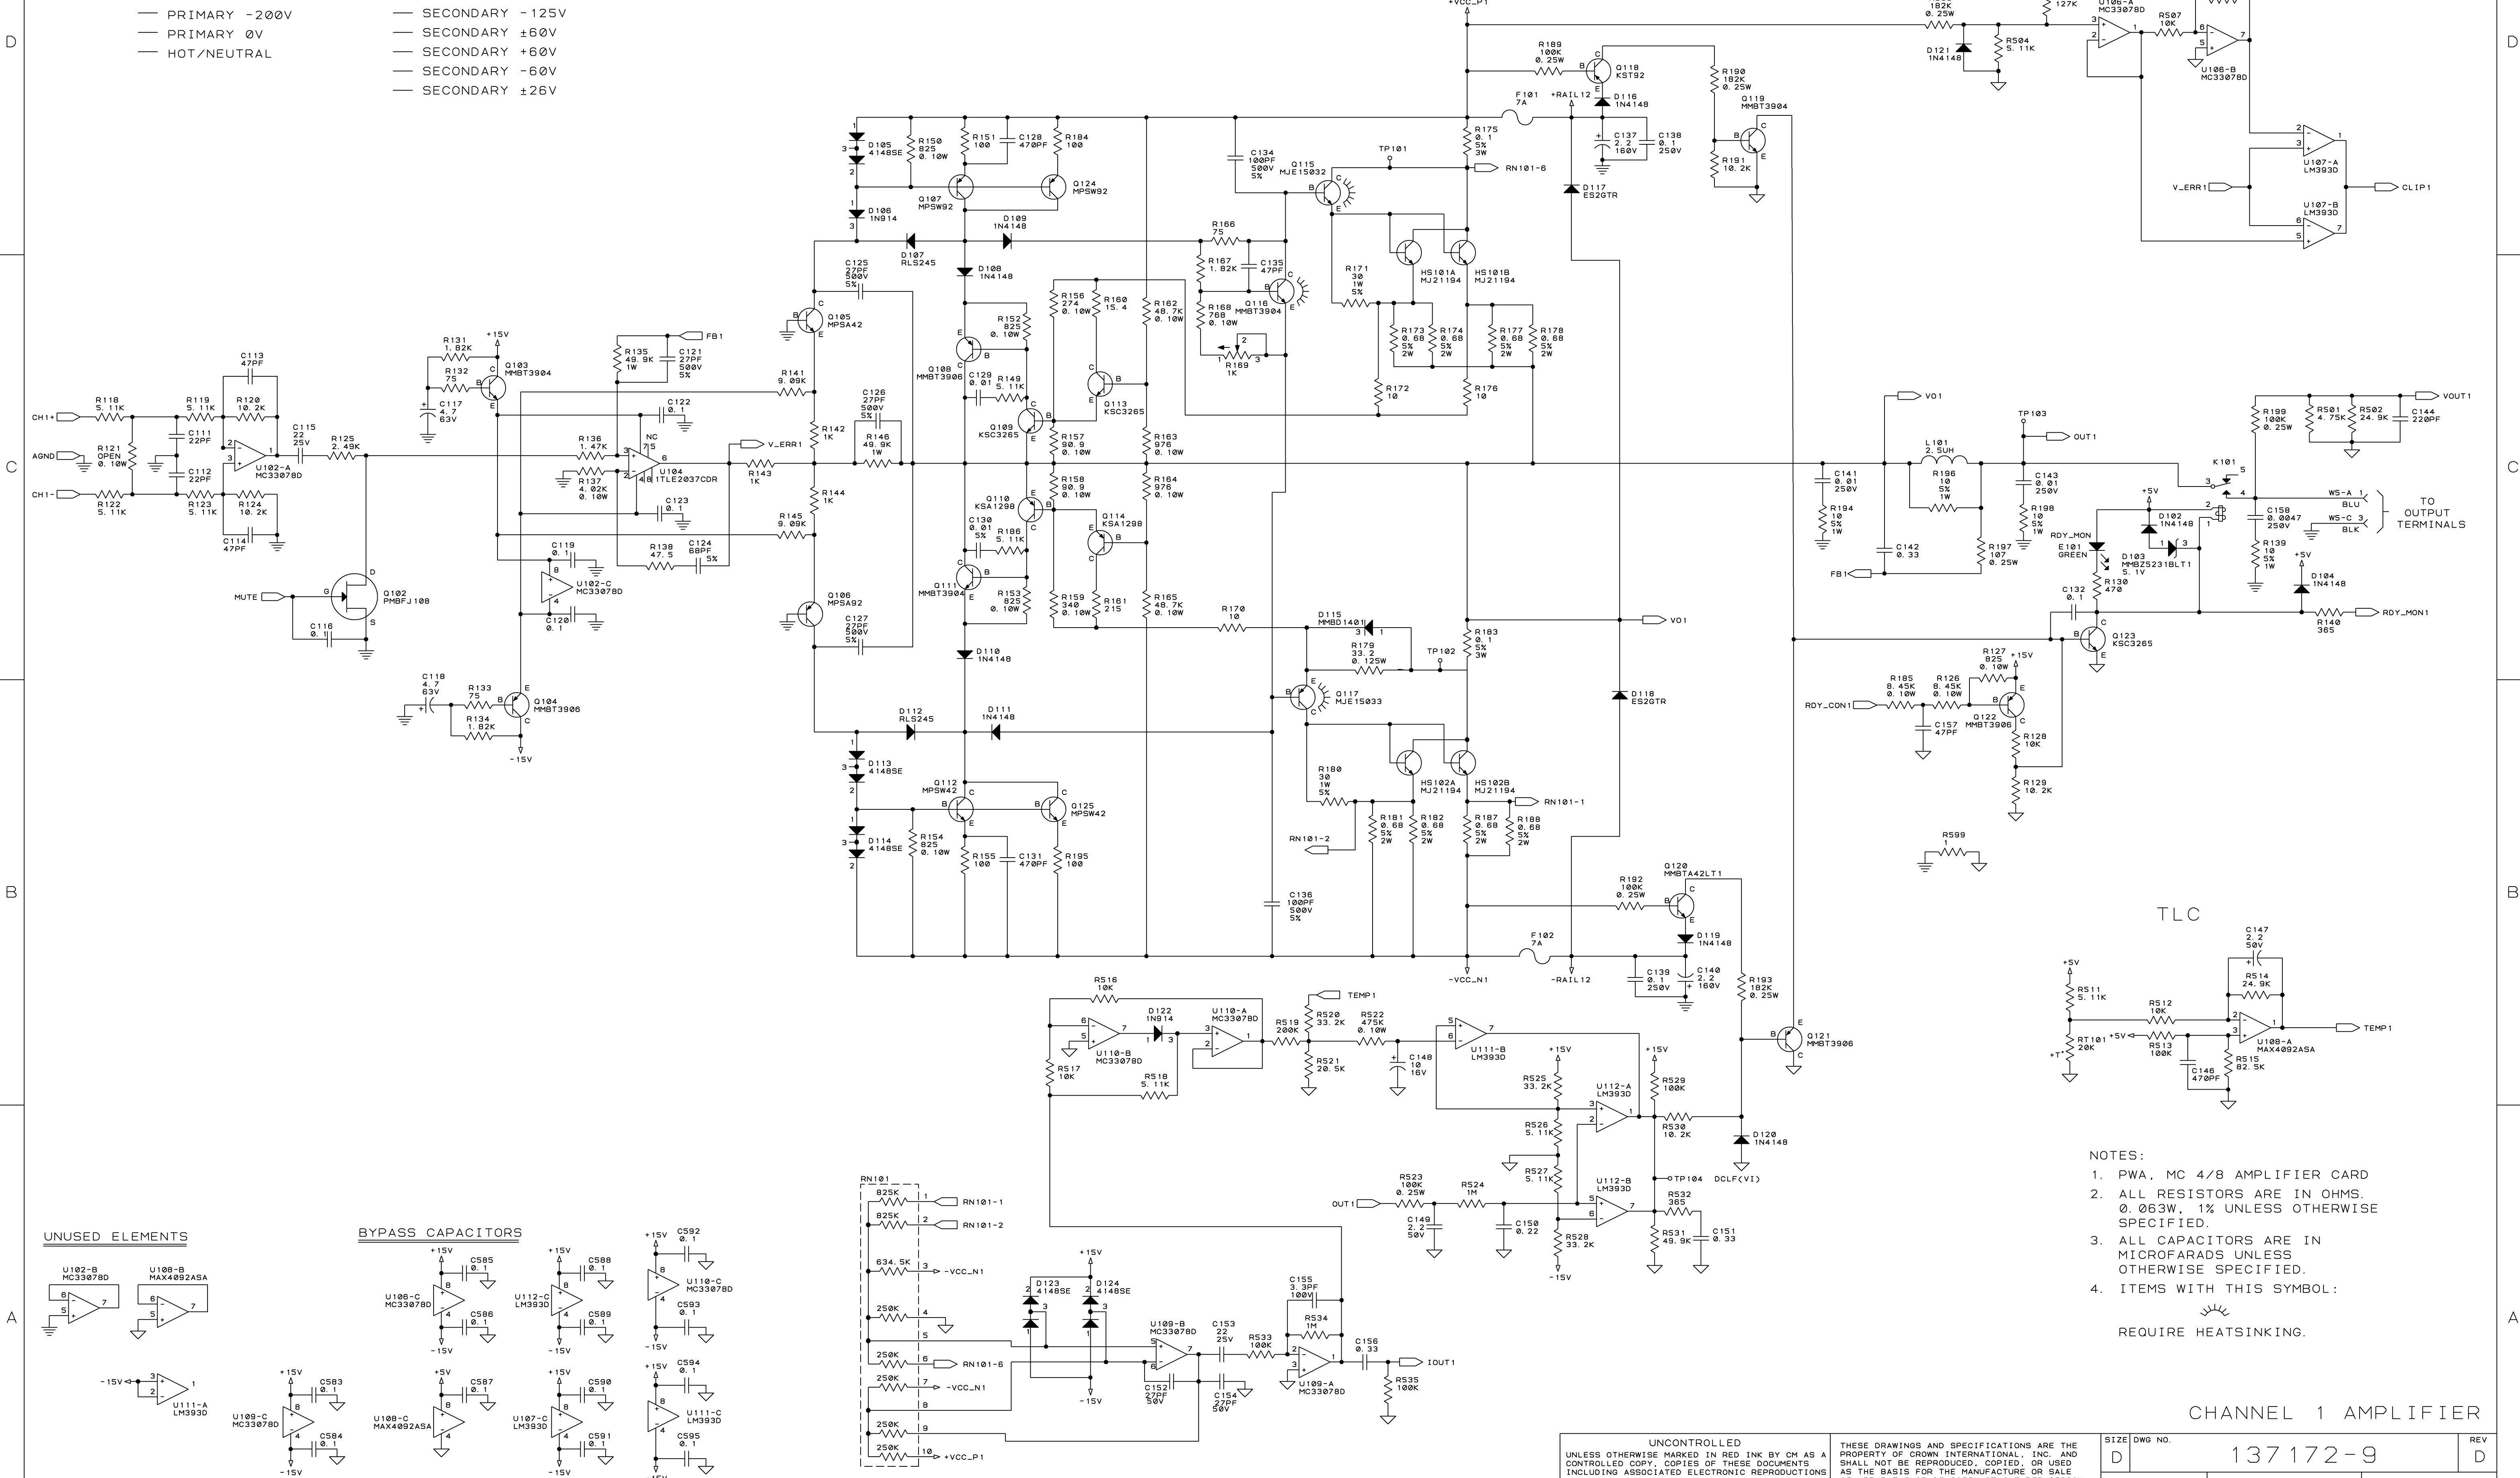 PRIMARY -200V
PRIMARY 0V
HOT/NEUTRAL
SECONDARY -125V
SECONDARY ±60V
SECONDARY +60V
SECONDARY -60V
SECONDARY ±26V
D
C
B
A
D
C
B
A
+VCC_P1
182K
0.25W
127K
U106-A
MC33078D
R507
10K
D121
1N4148
R504
5.11K
U106-B
MC33078D
U107-A
LM393D
V_ERR1
CLIP1
U107-B
LM393D
R189
100K
0.25W
Q118
KST92
R190
182K
0.25W
Q119
MMBT3904
R191
10.2K
F101
7A
+RAIL12
D116
1N4148
C137
2.2
160V
C138
0.1
250V
R175
0.1
5%
3W
TP101
RN101-6
D117
ES2GTR
D105
4148SE
R150
825
0.10W
R151
100
C128
470PF
R184
100
Q107
MPSW92
Q124
MPSW92
D106
1N914
D107
RLS245
D109
1N4148
D108
1N4148
C134
100PF
500V
5%
Q115
MJE15032
R166
75
R167
1.82K
C135
47PF
R168
768
0.10W
Q116
MMBT3904
R169
1K
R171
30
1W
5%
HS101A
MJ21194
HS101B
MJ21194
R173
0.68
5%
2W
R174
0.68
5%
2W
R177
0.68
5%
2W
R178
0.68
5%
2W
R172
10
R176
10
C125
27PF
500V
5%
Q105
MPSA42
R152
825
0.10W
R156
274
0.10W
R160
15.4
R162
48.7K
0.10W
Q108
MMBT3906
C129
0.01
R149
5.11K
Q113
KSC3265
Q109
KSC3265
R157
90.9
0.10W
R163
976
0.10W
R158
90.9
0.10W
R164
976
0.10W
Q110
KSA1298
C130
0.01
5%
R186
5.11K
Q114
KSA1298
Q111
MMBT3904
R153
825
0.10W
R159
340
0.10W
R161
215
R165
48.7K
0.10W
R141
9.09K
R142
1K
C126
27PF
500V
5%
R146
49.9K
1W
R143
1K
R144
1K
R145
9.09K
Q106
MPSA92
C127
27PF
500V
5%
R131
1.82K
+15V
R132
75
Q103
MMBT3904
C117
4.7
63V
R135
49.9K
1W
C121
27PF
500V
5%
FB1
C122
0.1
V_ERR1
R136
1.47K
NC
U104
TLE2037CDR
R137
4.02K
0.10W
C123
0.1
R138
47.5
C124
68PF
5%
C119
0.1
U102-C
MC33078D
C120
0.1
C118
4.7
63V
R133
75
R134
1.82K
Q104
MMBT3906
-15V
CH1+
R118
5.11K
R119
5.11K
R120
10.2K
C113
47PF
AGND
R121
OPEN
0.10W
C111
22PF
C112
22PF
U102-A
MC33078D
C115
22
25V
R125
2.49K
CH1-
R122
5.11K
R123
5.11K
R124
10.2K
C114
47PF
MUTE
Q102
PMBFJ108
C116
0.1
D110
1N4148
R170
10
D115
MMBD1401
R179
33.2
0.125W
TP102
R183
0.1
5%
3W
VO1
Q117
MJE15033
D118
ES2GTR
D112
RLS245
D111
1N4148
D113
4148SE
Q112
MPSW42
Q125
MPSW42
D114
4148SE
R154
825
0.10W
R155
100
C131
470PF
R195
100
R180
30
1W
5%
HS102A
MJ21194
HS102B
MJ21194
RN101-1
RN101-2
R181
0.68
5%
2W
R182
0.68
5%
2W
R187
0.68
5%
2W
R188
0.68
5%
2W
C136
100PF
500V
5%
F102
7A
-VCC_N1
-RAIL12
R192
100K
0.25W
Q120
MMBTA42LT1
D119
1N4148
C139
0.1
250V
C140
2.2
160V
R193
182K
0.25W
Q121
MMBT3906
VO1
TP103
OUT1
L101
2.5UH
C141
0.01
250V
R194
10
5%
1W
R196
10
5%
1W
C142
0.33
FB1
R197
107
0.25W
C143
0.01
250V
R198
10
5%
1W
R199
100K
0.25W
R501
4.75K
R502
24.9K
C144
220PF
VOUT1
K101
WS-A 1
BLU
WS-C 3
BLK
TO
OUTPUT
TERMINALS
+5V
D102
1N4148
RDY_MON
E101
GREEN
D103
MMBZ5231BLT1
5.1V
C158
0.0047
250V
R139
10
5%
1W
+5V
D104
1N4148
R130
470
C132
0.1
RDY_MON1
R140
365
Q123
KSC3265
R127
825
0.10W
+15V
R185
8.45K
0.10W
R126
8.45K
0.10W
RDY_CON1
C157
47PF
Q122
MMBT3906
R128
10K
R129
10.2K
R599
1
TLC
C147
2.2
50V
+5V
R511
5.11K
R514
24.9K
R512
10K
+5V
R513
100K
RT101
20K
+T°
U108-A
MAX4092ASA
TEMP1
C146
470PF
R515
82.5K
R516
10K
D122
1N914
U110-A
MC33078D
U110-B
MC33078D
R517
10K
R518
5.11K
R519
200K
TEMP1
R520
33.2K
R521
20.5K
R522
475K
0.10W
C148
10
16V
U111-B
LM393D
+15V
R525
33.2K
U112-A
LM393D
+15V
R529
100K
R530
10.2K
D120
1N4148
R526
5.11K
R527
5.11K
U112-B
LM393D
TP104 DCLF(VI)
R532
365
R531
49.9K
C151
0.33
R528
33.2K
-15V
OUT1
R523
100K
0.25W
R524
1M
C149
2.2
50V
C150
0.22
RN101
825K
1
RN101-1
825K
2
RN101-2
634.5K
3
-VCC_N1
250K
4
5
250K
6
RN101-6
250K
7
-VCC_N1
8
250K
9
250K
10
+VCC_P1
+15V
D123
4148SE
D124
4148SE
-15V
U109-B
MC33078D
C152
27PF
50V
C153
22
25V
C154
27PF
50V
R533
100K
C155
3.3PF
100V
R534
1M
U109-A
MC33078D
C156
0.33
IOUT1
R535
100K
UNUSED ELEMENTS
U102-B
MC33078D
U108-B
MAX4092ASA
-15V
U111-A
LM393D
BYPASS CAPACITORS
+15V
C585
0.1
U106-C
MC33078D
C586
0.1
-15V
+15V
C588
0.1
U112-C
LM393D
C589
0.1
-15V
+15V
C592
0.1
U110-C
MC33078D
C593
0.1
-15V
+15V
C583
0.1
U109-C
MC33078D
C584
0.1
-15V
+5V
C587
0.1
U108-C
MAX4092ASA
+15V
C590
0.1
U107-C
LM393D
C591
0.1
-15V
+15V
C594
0.1
U111-C
LM393D
C595
0.1
-15V
NOTES:
1. PWA, MC 4/8 AMPLIFIER CARD
2. ALL RESISTORS ARE IN OHMS.
0.063W, 1% UNLESS OTHERWISE
SPECIFIED.
3. ALL CAPACITORS ARE IN
MICROFARADS UNLESS
OTHERWISE SPECIFIED.
4. ITEMS WITH THIS SYMBOL:
REQUIRE HEATSINKING.
CHANNEL 1 AMPLIFIER
UNCONTROLLED
UNLESS OTHERWISE MARKED IN RED INK BY CM AS A
CONTROLLED COPY, COPIES OF THESE DOCUMENTS
INCLUDING ASSOCIATED ELECTRONIC REPRODUCTIONS
THESE DRAWINGS AND SPECIFICATIONS ARE THE
PROPERTY OF CROWN INTERNATIONAL, INC. AND
SHALL NOT BE REPRODUCED, COPIED, OR USED
AS THE BASIS FOR THE MANUFACTURE OR SALE
SIZE
D
DWG NO.
137172-9
REV
D